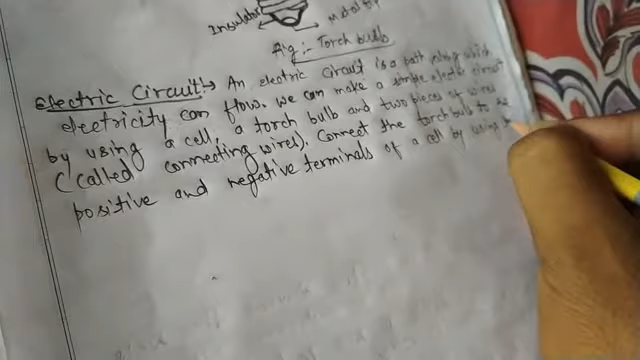 Insulator
Metal tip
Fig:- Torch bulb
Electric Circuit:→ An electric circuit is a path along which
electricity can flow. We can make a simple electric circuit
by using a cell, a torch bulb and two pieces of wires
(called connecting wires). Connect the torch bulb to the
positive and negative terminals of a cell by using